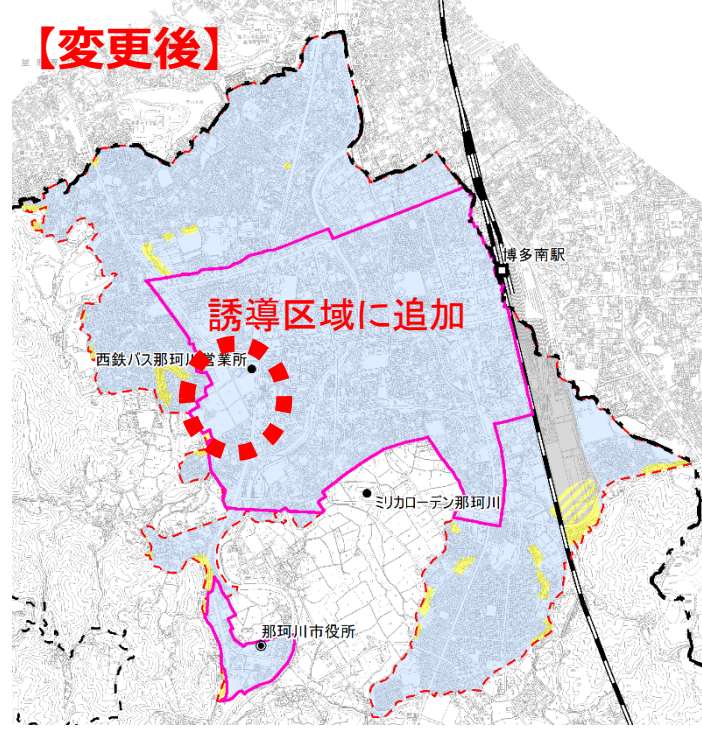 【変更後】
博多南駅
誘導区域に追加
西鉄バス那珂川営業所
ミリカローデン那珂川
那珂川市役所